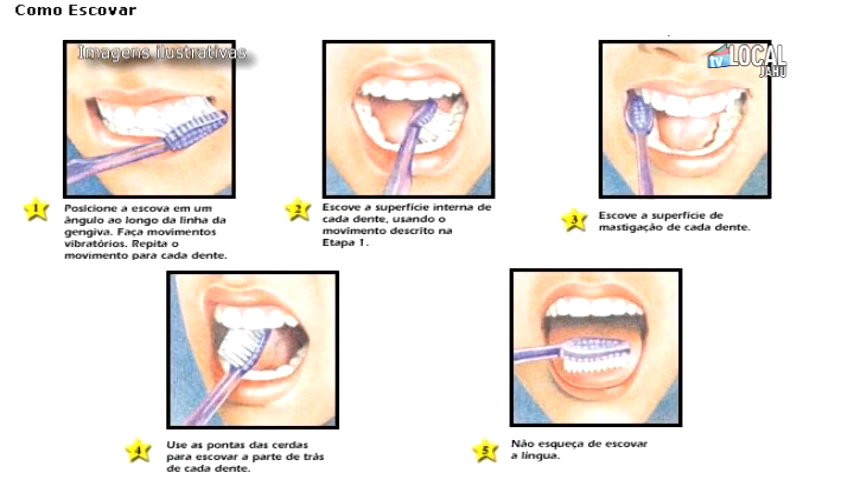 Como Escovar
Imagens ilustrativas
tv LOCAL
JAHU
1
Posicione a escova em um
ângulo ao longo da linha da
gengiva. Faça movimentos
vibratórios. Repita o
movimento para cada dente.
2
Escove a superfície interna de
cada dente, usando o
movimento descrito na
Etapa 1.
3
Escove a superfície de
mastigação de cada dente.
4
Use as pontas das cerdas
para escovar a parte de trás
de cada dente.
5
Não esqueça de escovar
a língua.